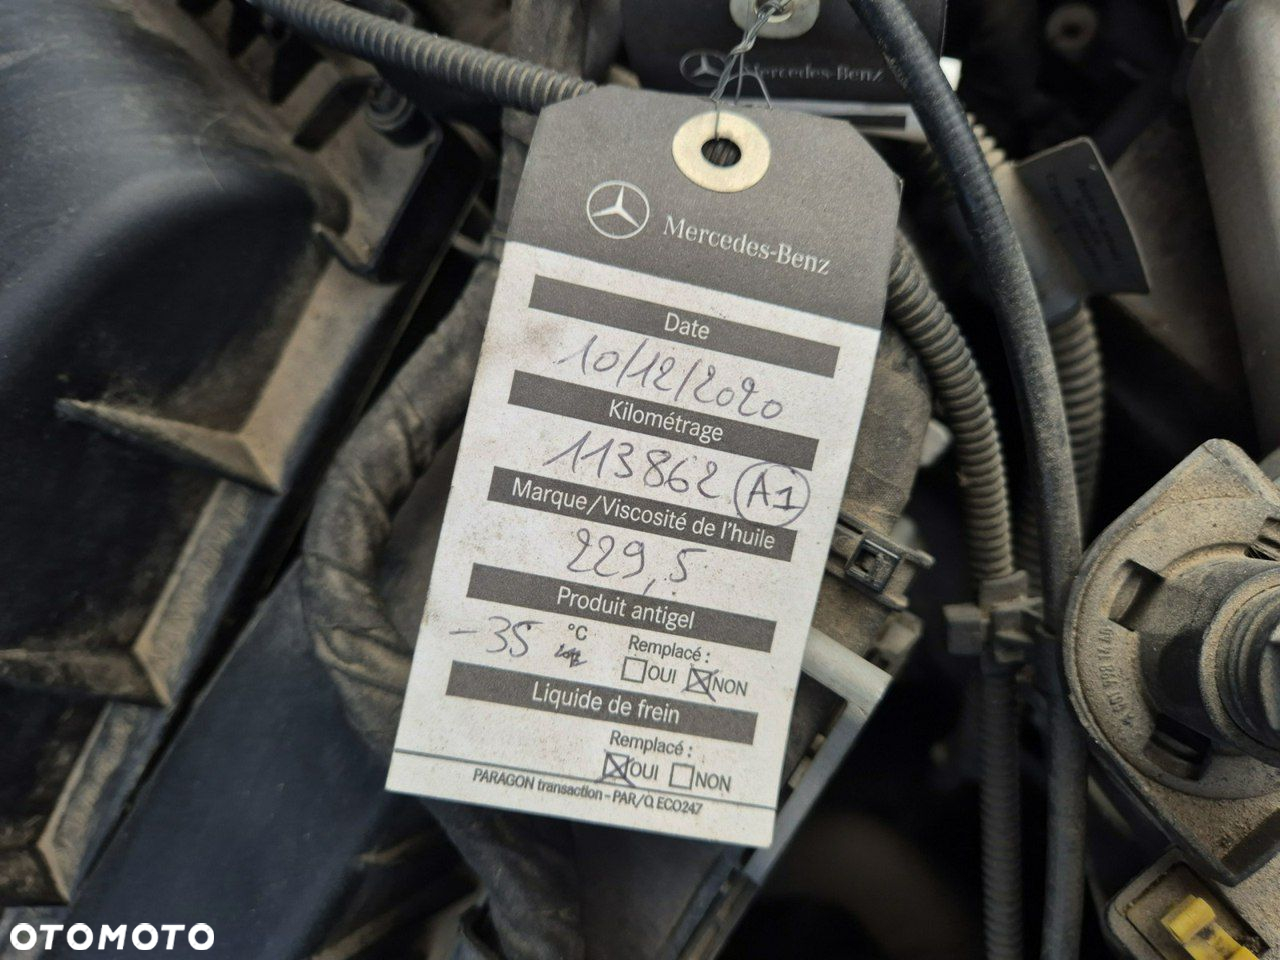 Mercedes-Benz
Mercedes-Benz
Date
10/12/2020
Kilométrage
113862 A1
Marque/Viscosité de l'huile
229,5
Produit antigel
-35 °C
Remplacé :
OUI NON
Liquide de frein
Remplacé :
OUI NON
PARAGON transaction - PAR/Q ECO247
OTOMOTO